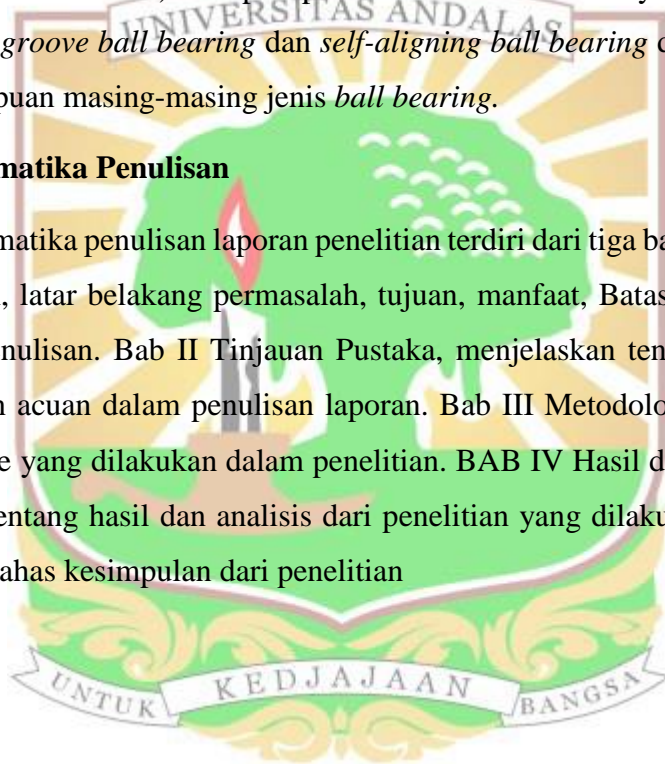 UNIVERSITAS ANDALAS
groove ball bearing dan self-aligning ball bearing
puan masing-masing jenis ball bearing.
matika Penulisan
matika penulisan laporan penelitian terdiri dari tiga ba
, latar belakang permasalah, tujuan, manfaat, Batas
nulisan. Bab II Tinjauan Pustaka, menjelaskan ten
n acuan dalam penulisan laporan. Bab III Metodolo
e yang dilakukan dalam penelitian. BAB IV Hasil d
entang hasil dan analisis dari penelitian yang dilaku
ahas kesimpulan dari penelitian
UNTUK KEDJAJAAN BANGSA